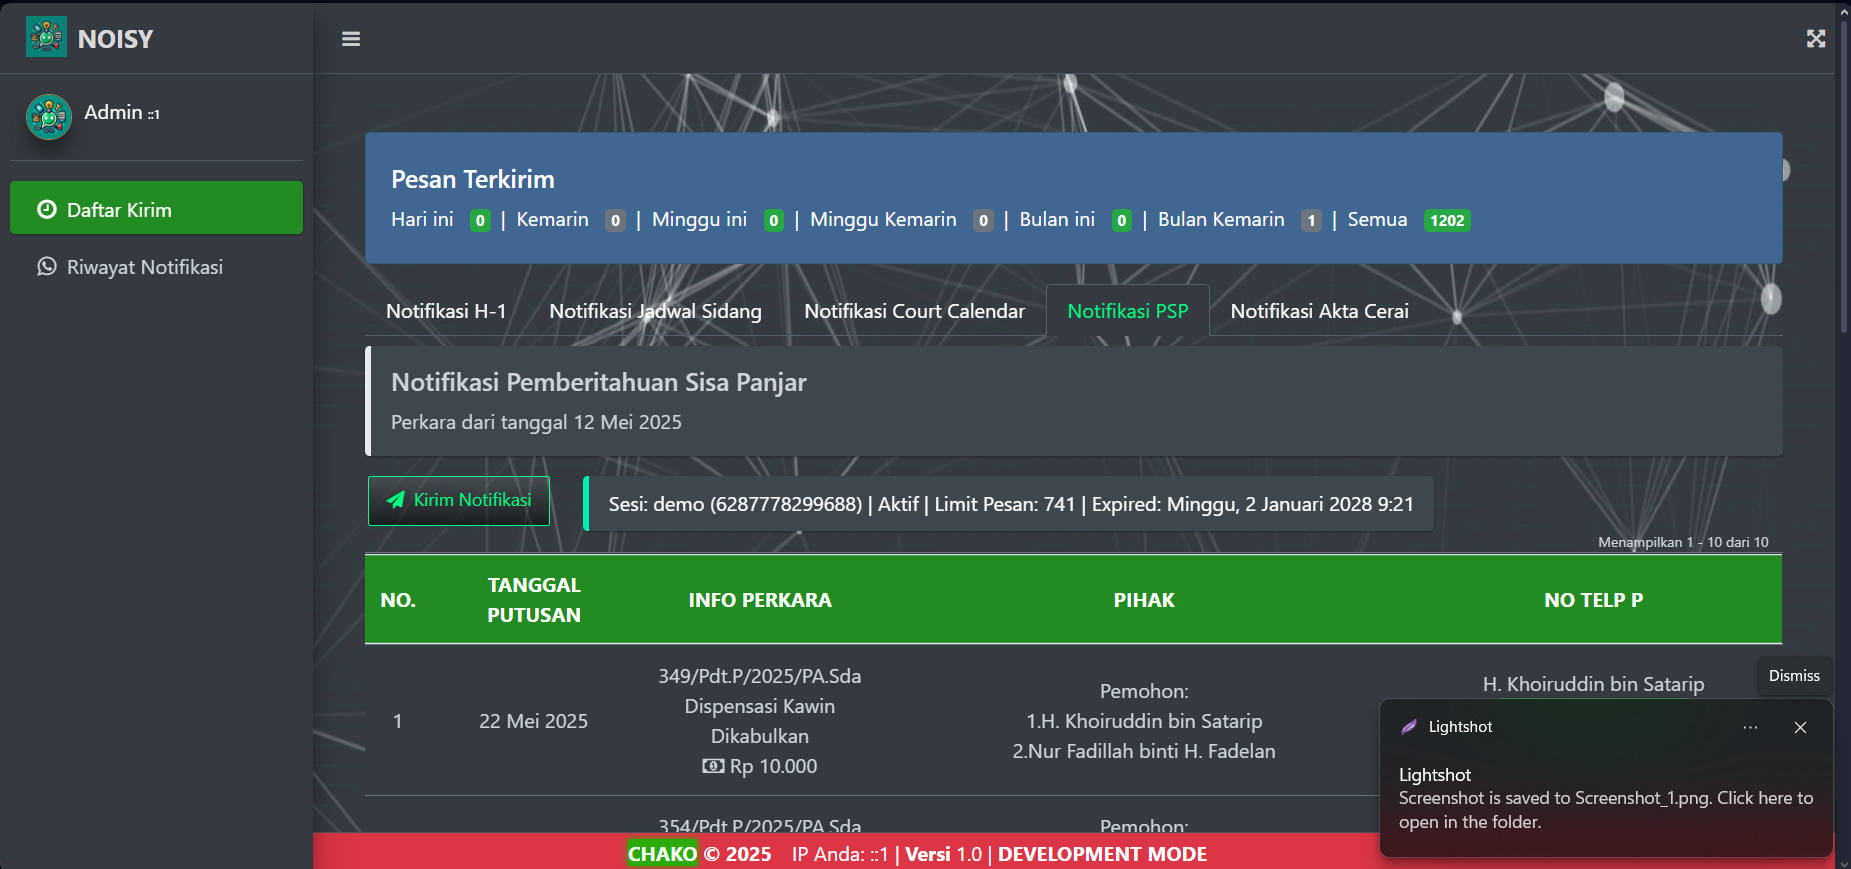 NOISY
Admin ::1
Daftar Kirim
Riwayat Notifikasi
Pesan Terkirim
Hari ini 0 | Kemarin 0 | Minggu ini 0 | Minggu Kemarin 0 | Bulan ini 0 | Bulan Kemarin 1 | Semua 1202
Notifikasi H-1 Notifikasi Jadwal Sidang Notifikasi Court Calendar Notifikasi PSP Notifikasi Akta Cerai
Notifikasi Pemberitahuan Sisa Panjar
Perkara dari tanggal 12 Mei 2025
Kirim Notifikasi
Sesi: demo (6287778299688) | Aktif | Limit Pesan: 741 | Expired: Minggu, 2 Januari 2028 9:21
Menampilkan 1 - 10 dari 10
NO. TANGGAL PUTUSAN INFO PERKARA PIHAK NO TELP P
1
22 Mei 2025
349/Pdt.P/2025/PA.Sda
Dispensasi Kawin
Dikabulkan
Rp 10.000
Pemohon:
1.H. Khoiruddin bin Satarip
2.Nur Fadillah binti H. Fadelan
H. Khoiruddin bin Satarip
354/Pdt.P/2025/PA.Sda
Pemohon:
Dismiss
Lightshot
Lightshot
Screenshot is saved to Screenshot_1.png. Click here to
open in the folder.
CHAKO © 2025 IP Anda: ::1 | Versi 1.0 | DEVELOPMENT MODE